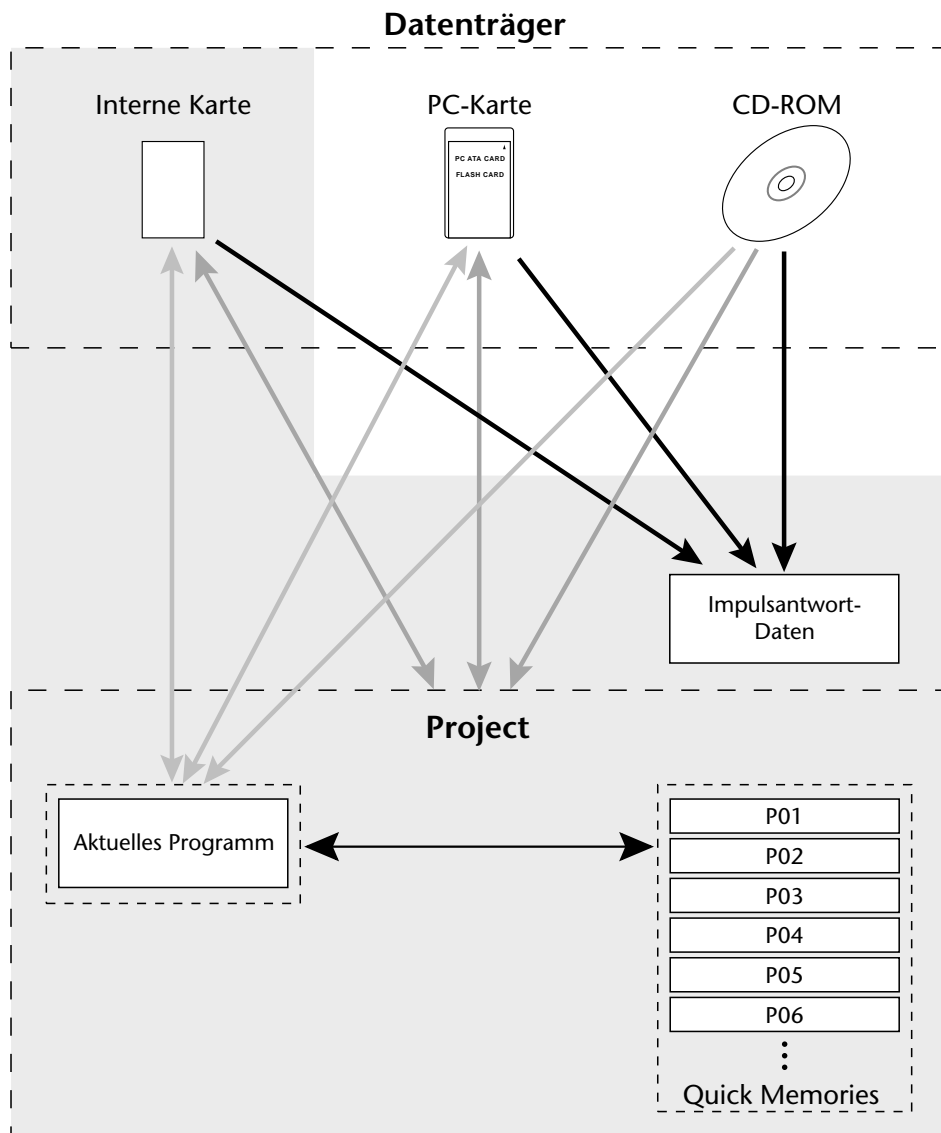 Datenträger
Interne Karte
PC-Karte
CD-ROM
PC ATA CARD
FLASH CARD
Impulsantwort-
Daten
Project
Aktuelles Programm
P01
P02
P03
P04
P05
P06
Quick Memories